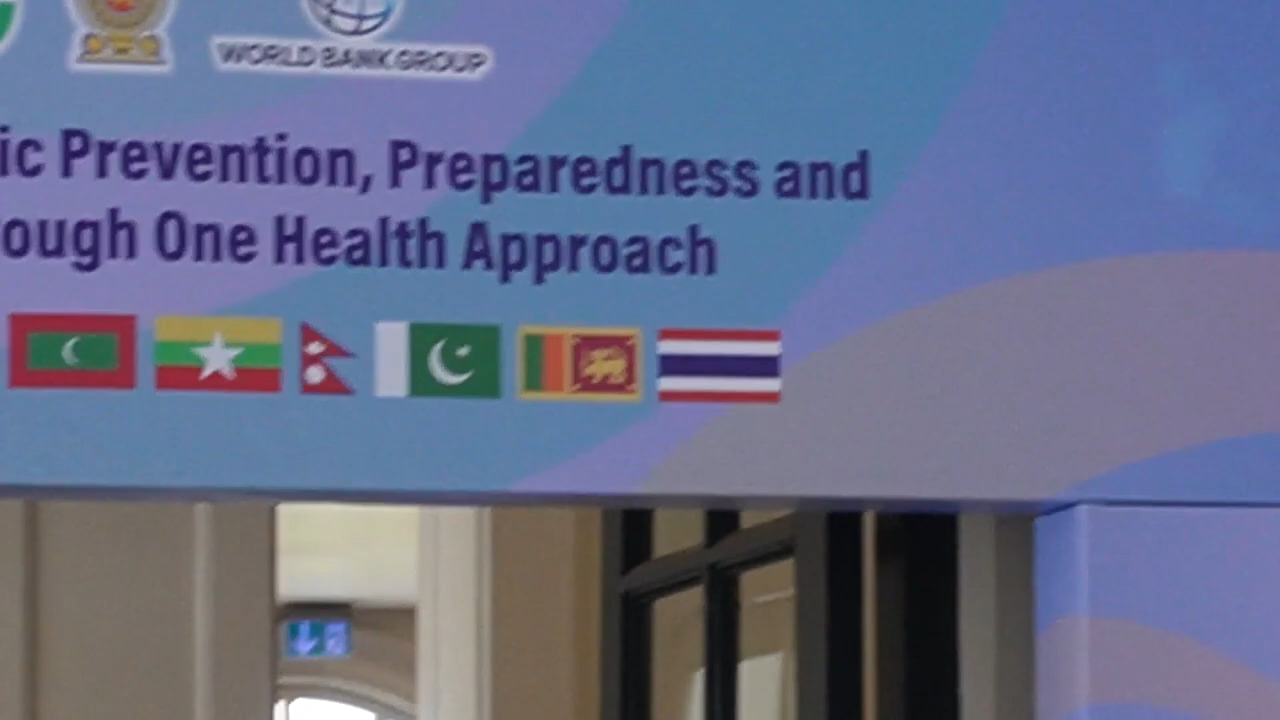 WORLD BANK GROUP
ic Prevention, Preparedness and
ough One Health Approach